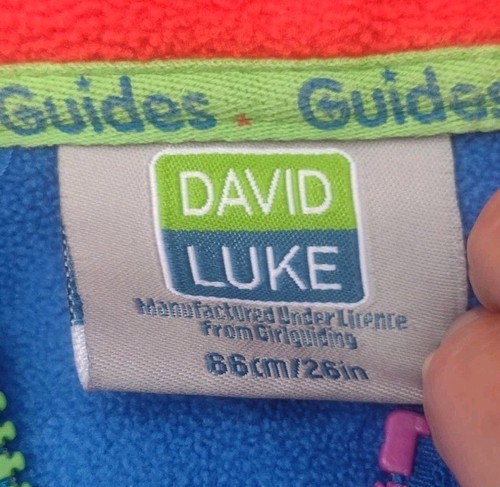 Guides Guides
DAVID
LUKE
Manufactured Under Licence
From Girlguiding
66cm/26in